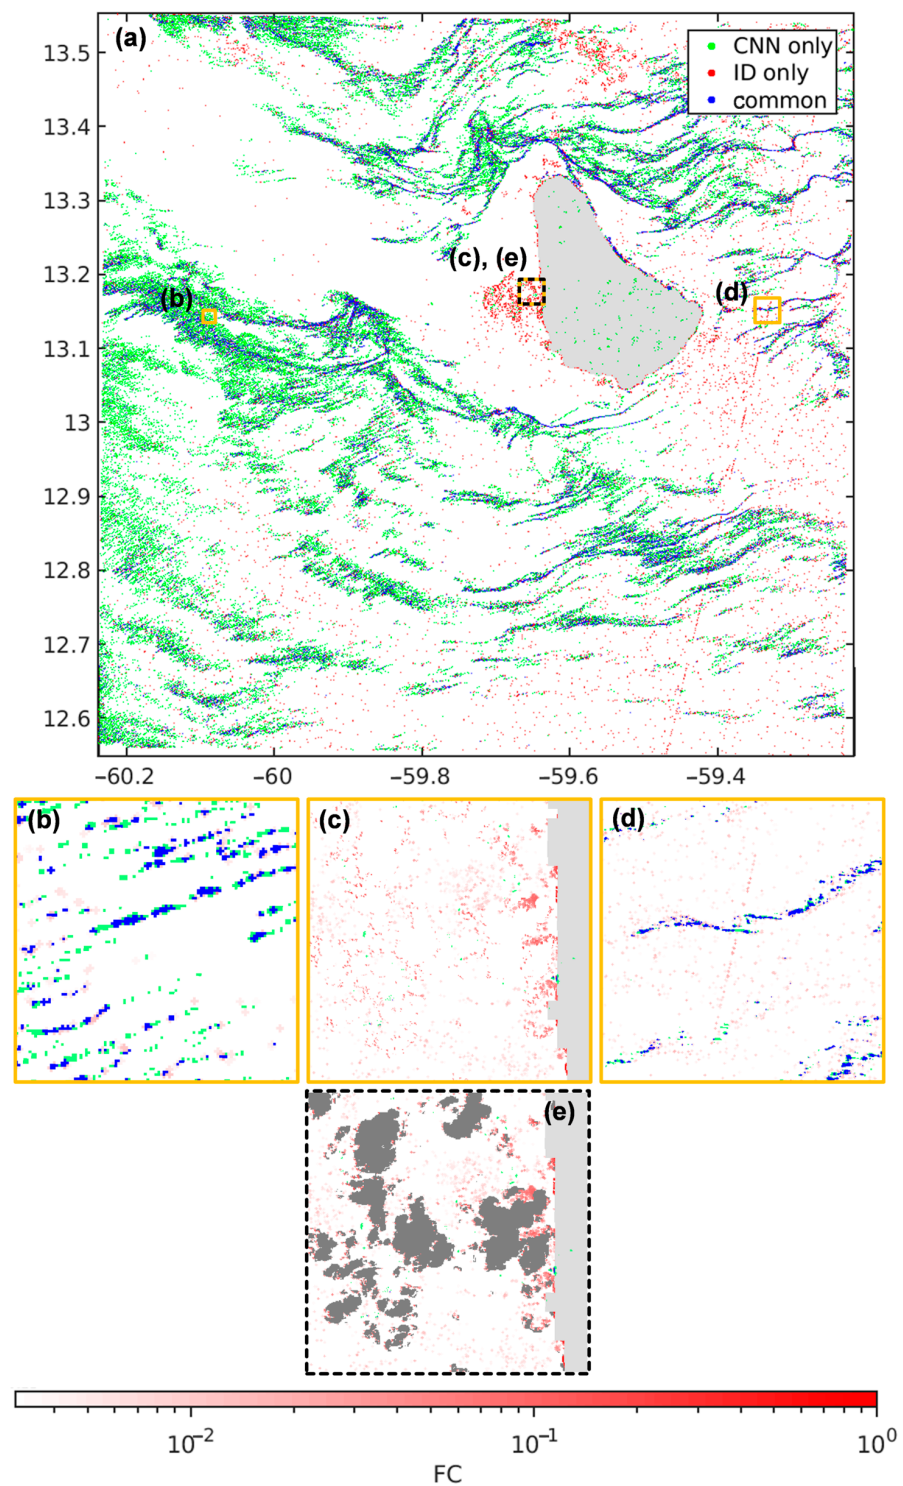 (a)
CNN only
ID only
common
13.5
13.4
13.3
13.2
13.1
13
12.9
12.8
12.7
12.6
(c), (e)
(b)
(d)
−60.2
−60
−59.8
−59.6
−59.4
(b)
(c)
(d)
(e)
10⁻²
10⁻¹
10⁰
FC